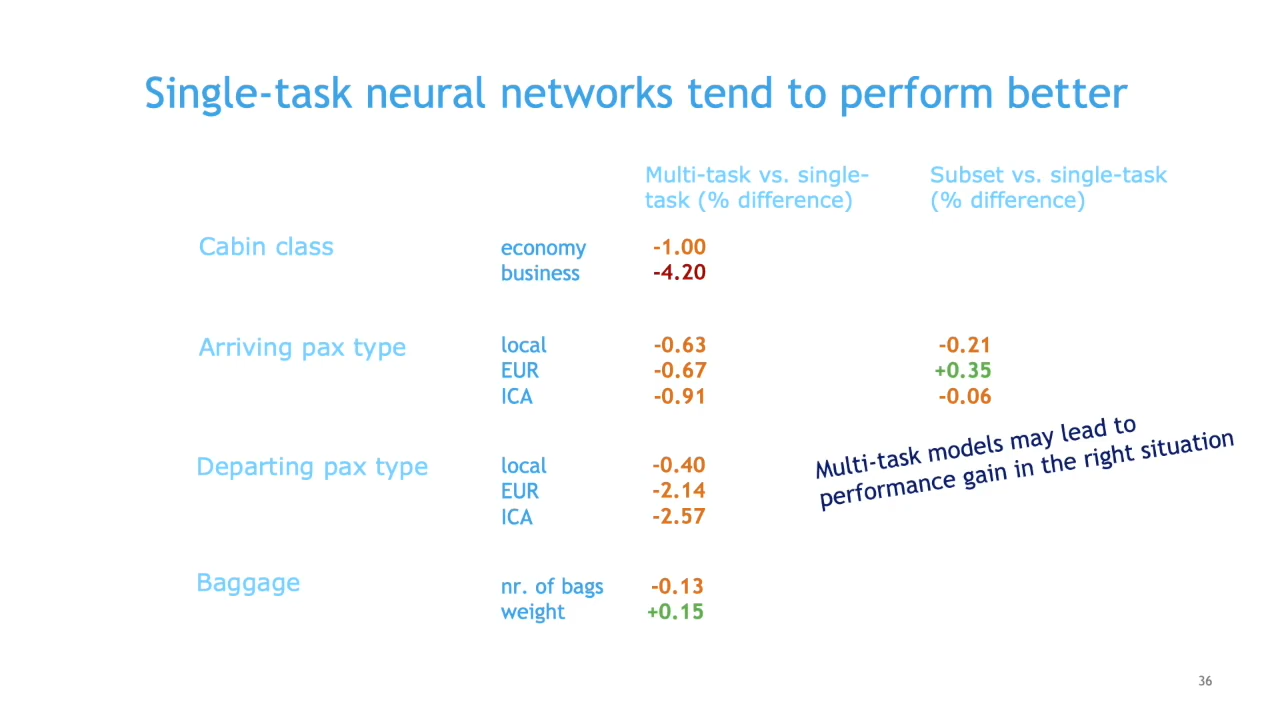 Single-task neural networks tend to perform better
Multi-task vs. single-
task (% difference)
Subset vs. single-task
(% difference)
Cabin class
economy -1.00
business -4.20
Arriving pax type
local -0.63 -0.21
EUR -0.67 +0.35
ICA -0.91 -0.06
Multi-task models may lead to
performance gain in the right situation
Departing pax type
local -0.40
EUR -2.14
ICA -2.57
Baggage
nr. of bags -0.13
weight +0.15
36